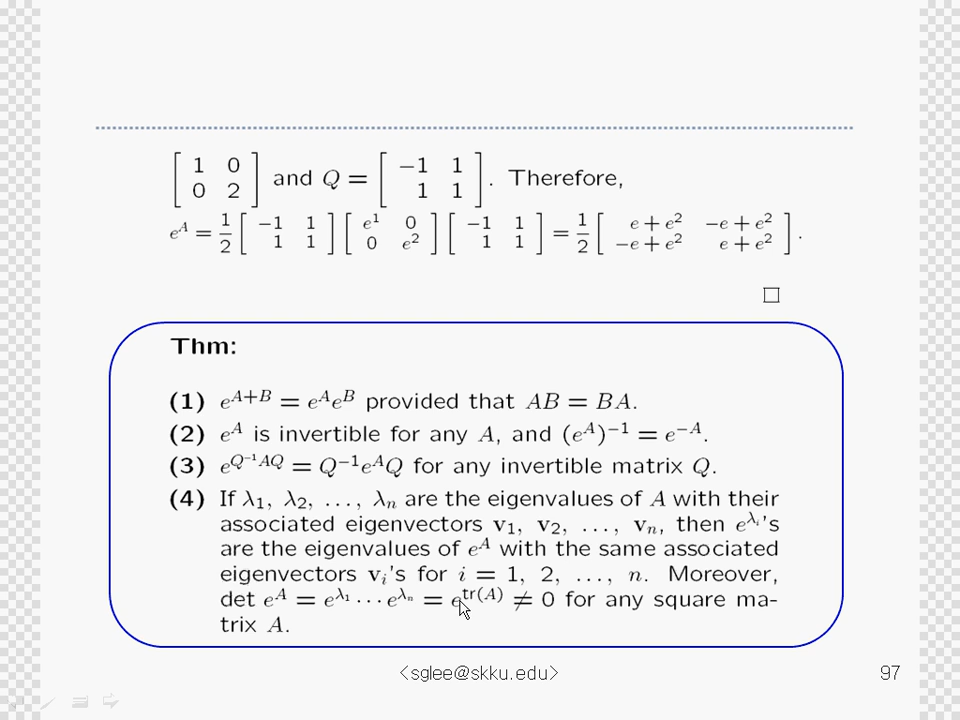 [ 1 0 ; 0 2 ] and Q = [ −1 1 ; 1 1 ]. Therefore,
e^A = 1/2 [ −1 1 ; 1 1 ] [ e^1 0 ; 0 e^2 ] [ −1 1 ; 1 1 ] = 1/2 [ e + e^2 −e + e^2 ; −e + e^2 e + e^2 ].
□
Thm:
(1) e^{A+B} = e^A e^B provided that AB = BA.
(2) e^A is invertible for any A, and (e^A)^{−1} = e^{−A}.
(3) e^{Q^{−1}AQ} = Q^{−1}e^A Q for any invertible matrix Q.
(4) If λ₁, λ₂, ..., λₙ are the eigenvalues of A with their
associated eigenvectors v₁, v₂, ..., vₙ, then e^{λᵢ}'s
are the eigenvalues of e^A with the same associated
eigenvectors vᵢ's for i = 1, 2, ..., n. Moreover,
det e^A = e^{λ₁} ··· e^{λₙ} = e^{tr(A)} ≠ 0 for any square ma-
trix A.
<sglee@skku.edu> 97